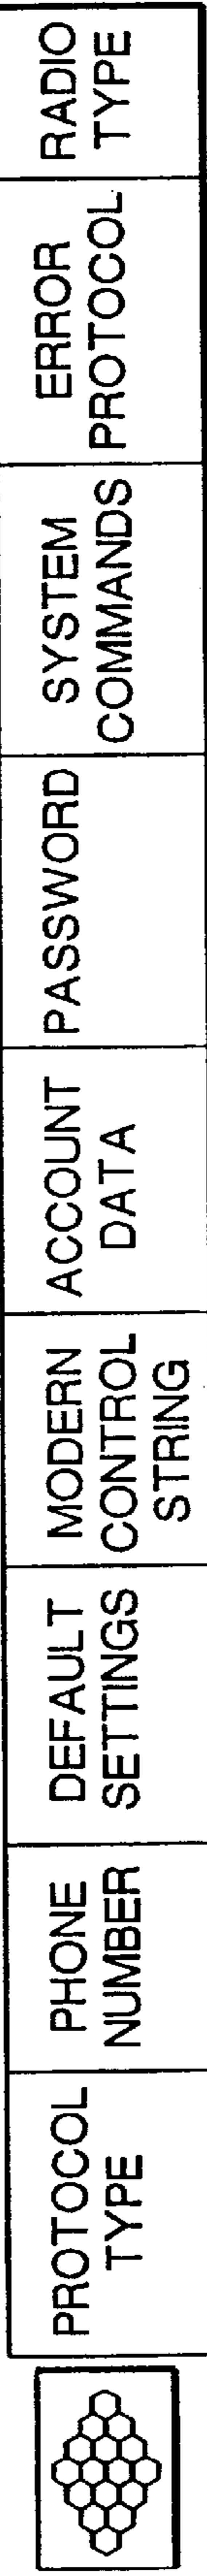 PROTOCOL
TYPE
PHONE
NUMBER
DEFAULT
SETTINGS
MODERN
CONTROL
STRING
ACCOUNT
DATA
PASSWORD
SYSTEM
COMMANDS
ERROR
PROTOCOL
RADIO
TYPE